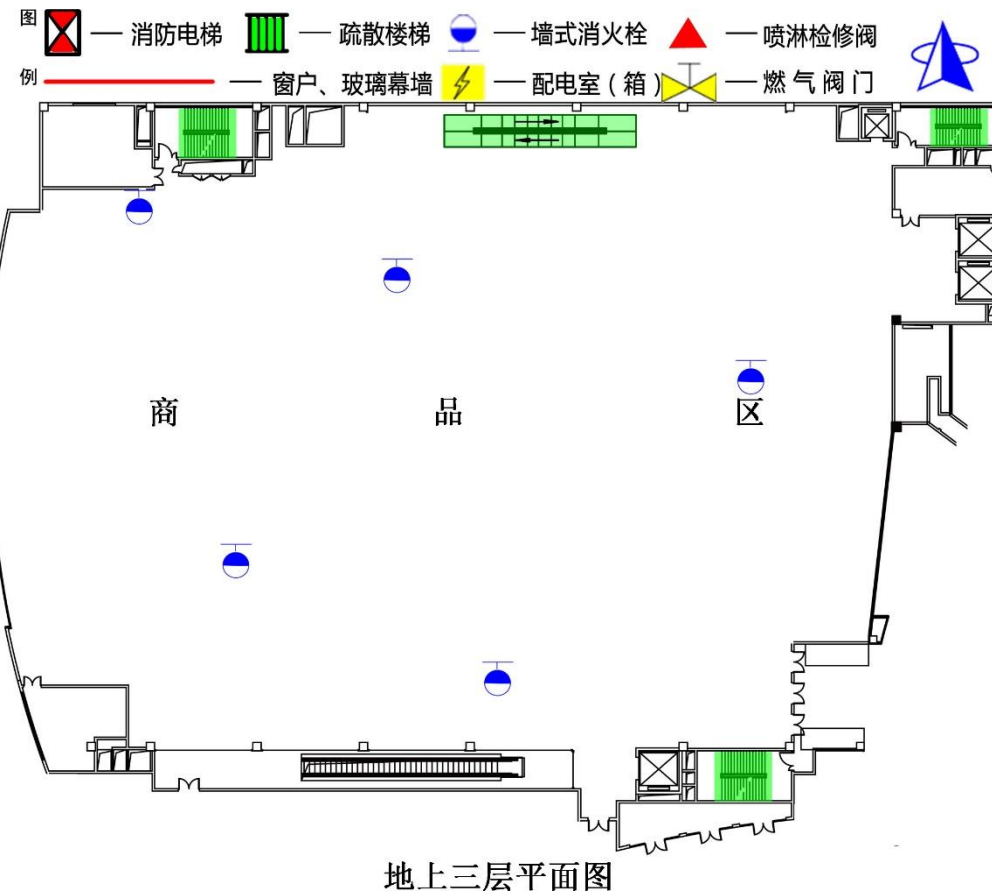 图 — 消防电梯 — 疏散楼梯 — 墙式消火栓 — 喷淋检修阀
例 — 窗户、玻璃幕墙 — 配电室（箱） — 燃气阀门
商 品 区
地上三层平面图